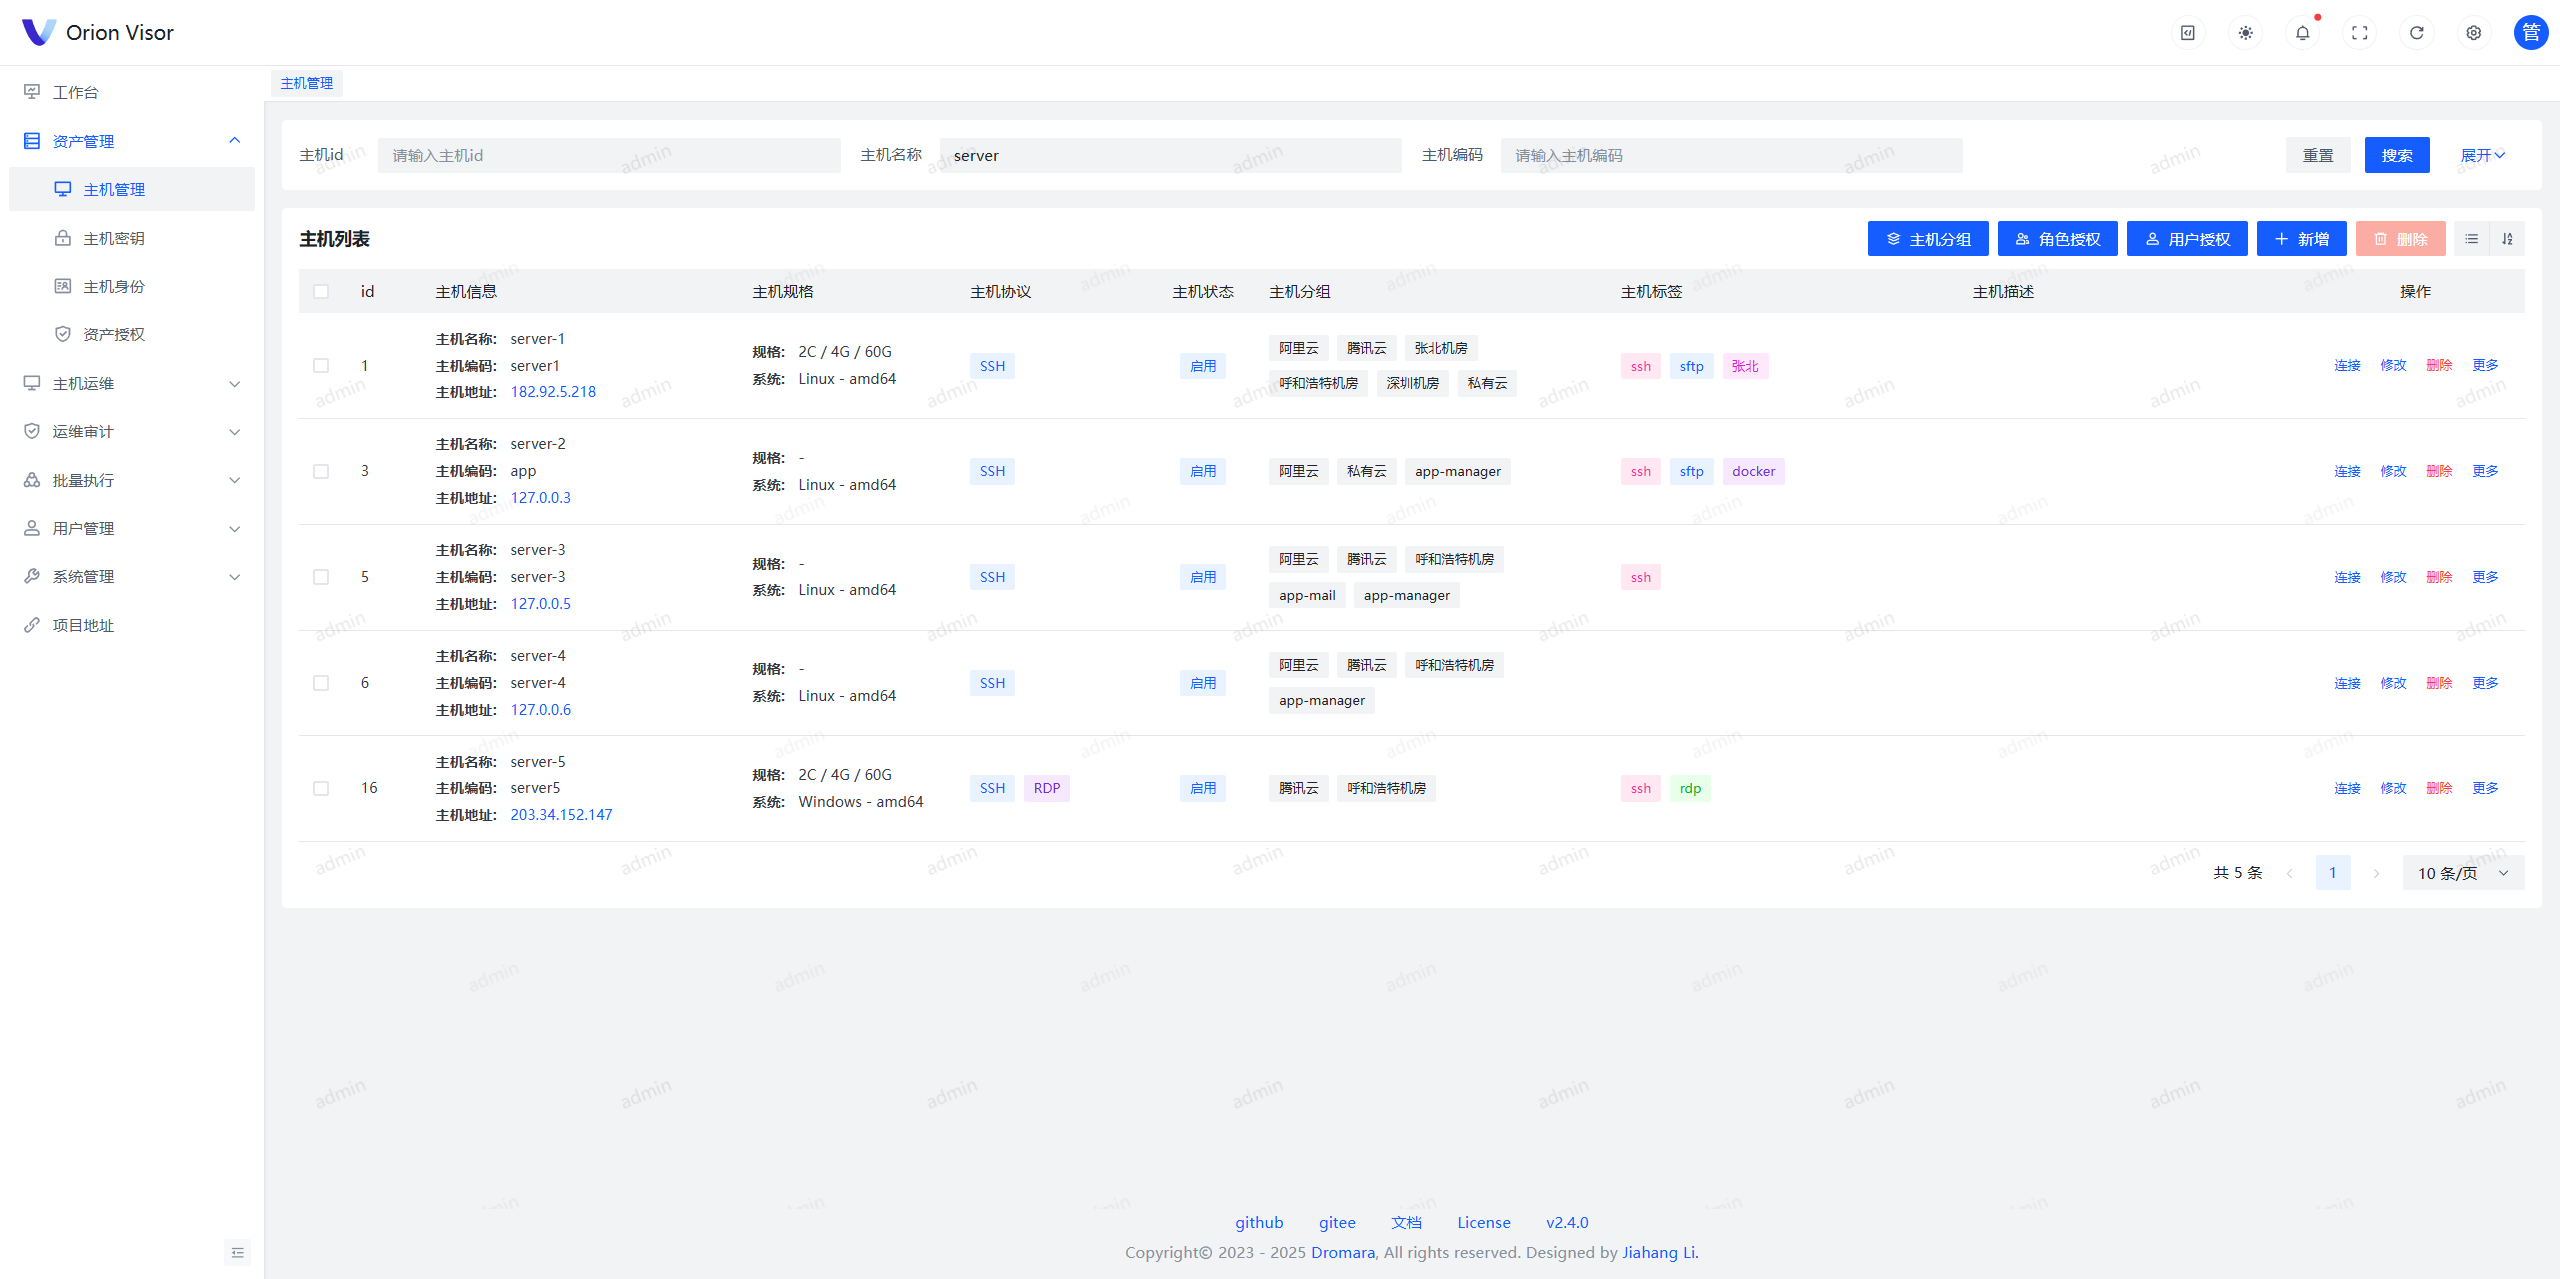 Orion Visor
管
工作台
资产管理
主机管理
主机密钥
主机身份
资产授权
主机运维
运维审计
批量执行
用户管理
系统管理
项目地址
主机管理
主机id 请输入主机id 主机名称 server 主机编码 请输入主机编码 重置 搜索 展开
主机列表 主机分组 角色授权 用户授权 新增 删除
id 主机信息 主机规格 主机协议 主机状态 主机分组 主机标签 主机描述 操作
1
主机名称: server-1
主机编码: server1
主机地址: 182.92.5.218
规格: 2C / 4G / 60G
系统: Linux - amd64
SSH
启用
阿里云 腾讯云 张北机房
呼和浩特机房 深圳机房 私有云
ssh sftp 张北
连接 修改 删除 更多
3
主机名称: server-2
主机编码: app
主机地址: 127.0.0.3
规格: -
系统: Linux - amd64
SSH
启用
阿里云 私有云 app-manager
ssh sftp docker
连接 修改 删除 更多
5
主机名称: server-3
主机编码: server-3
主机地址: 127.0.0.5
规格: -
系统: Linux - amd64
SSH
启用
阿里云 腾讯云 呼和浩特机房
app-mail app-manager
ssh
连接 修改 删除 更多
6
主机名称: server-4
主机编码: server-4
主机地址: 127.0.0.6
规格: -
系统: Linux - amd64
SSH
启用
阿里云 腾讯云 呼和浩特机房
app-manager
连接 修改 删除 更多
16
主机名称: server-5
主机编码: server5
主机地址: 203.34.152.147
规格: 2C / 4G / 60G
系统: Windows - amd64
SSH RDP
启用
腾讯云 呼和浩特机房
ssh rdp
连接 修改 删除 更多
共 5 条 1 10 条/页
admin
github gitee 文档 License v2.4.0
Copyright© 2023 - 2025 Dromara, All rights reserved. Designed by Jiahang Li.